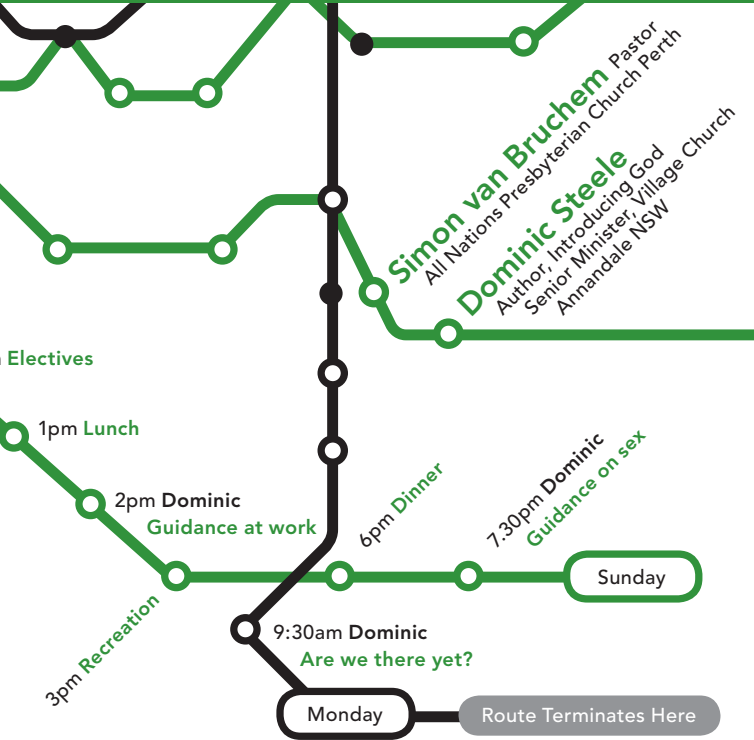 Simon van Bruchem Pastor
All Nations Presbyterian Church Perth
Dominic Steele
Author, Introducing God
Senior Minister, Village Church
Annandale NSW
Electives
1pm Lunch
2pm Dominic
Guidance at work
3pm Recreation
6pm Dinner
7.30pm Dominic
Guidance on sex
Sunday
9:30am Dominic
Are we there yet?
Monday
Route Terminates Here